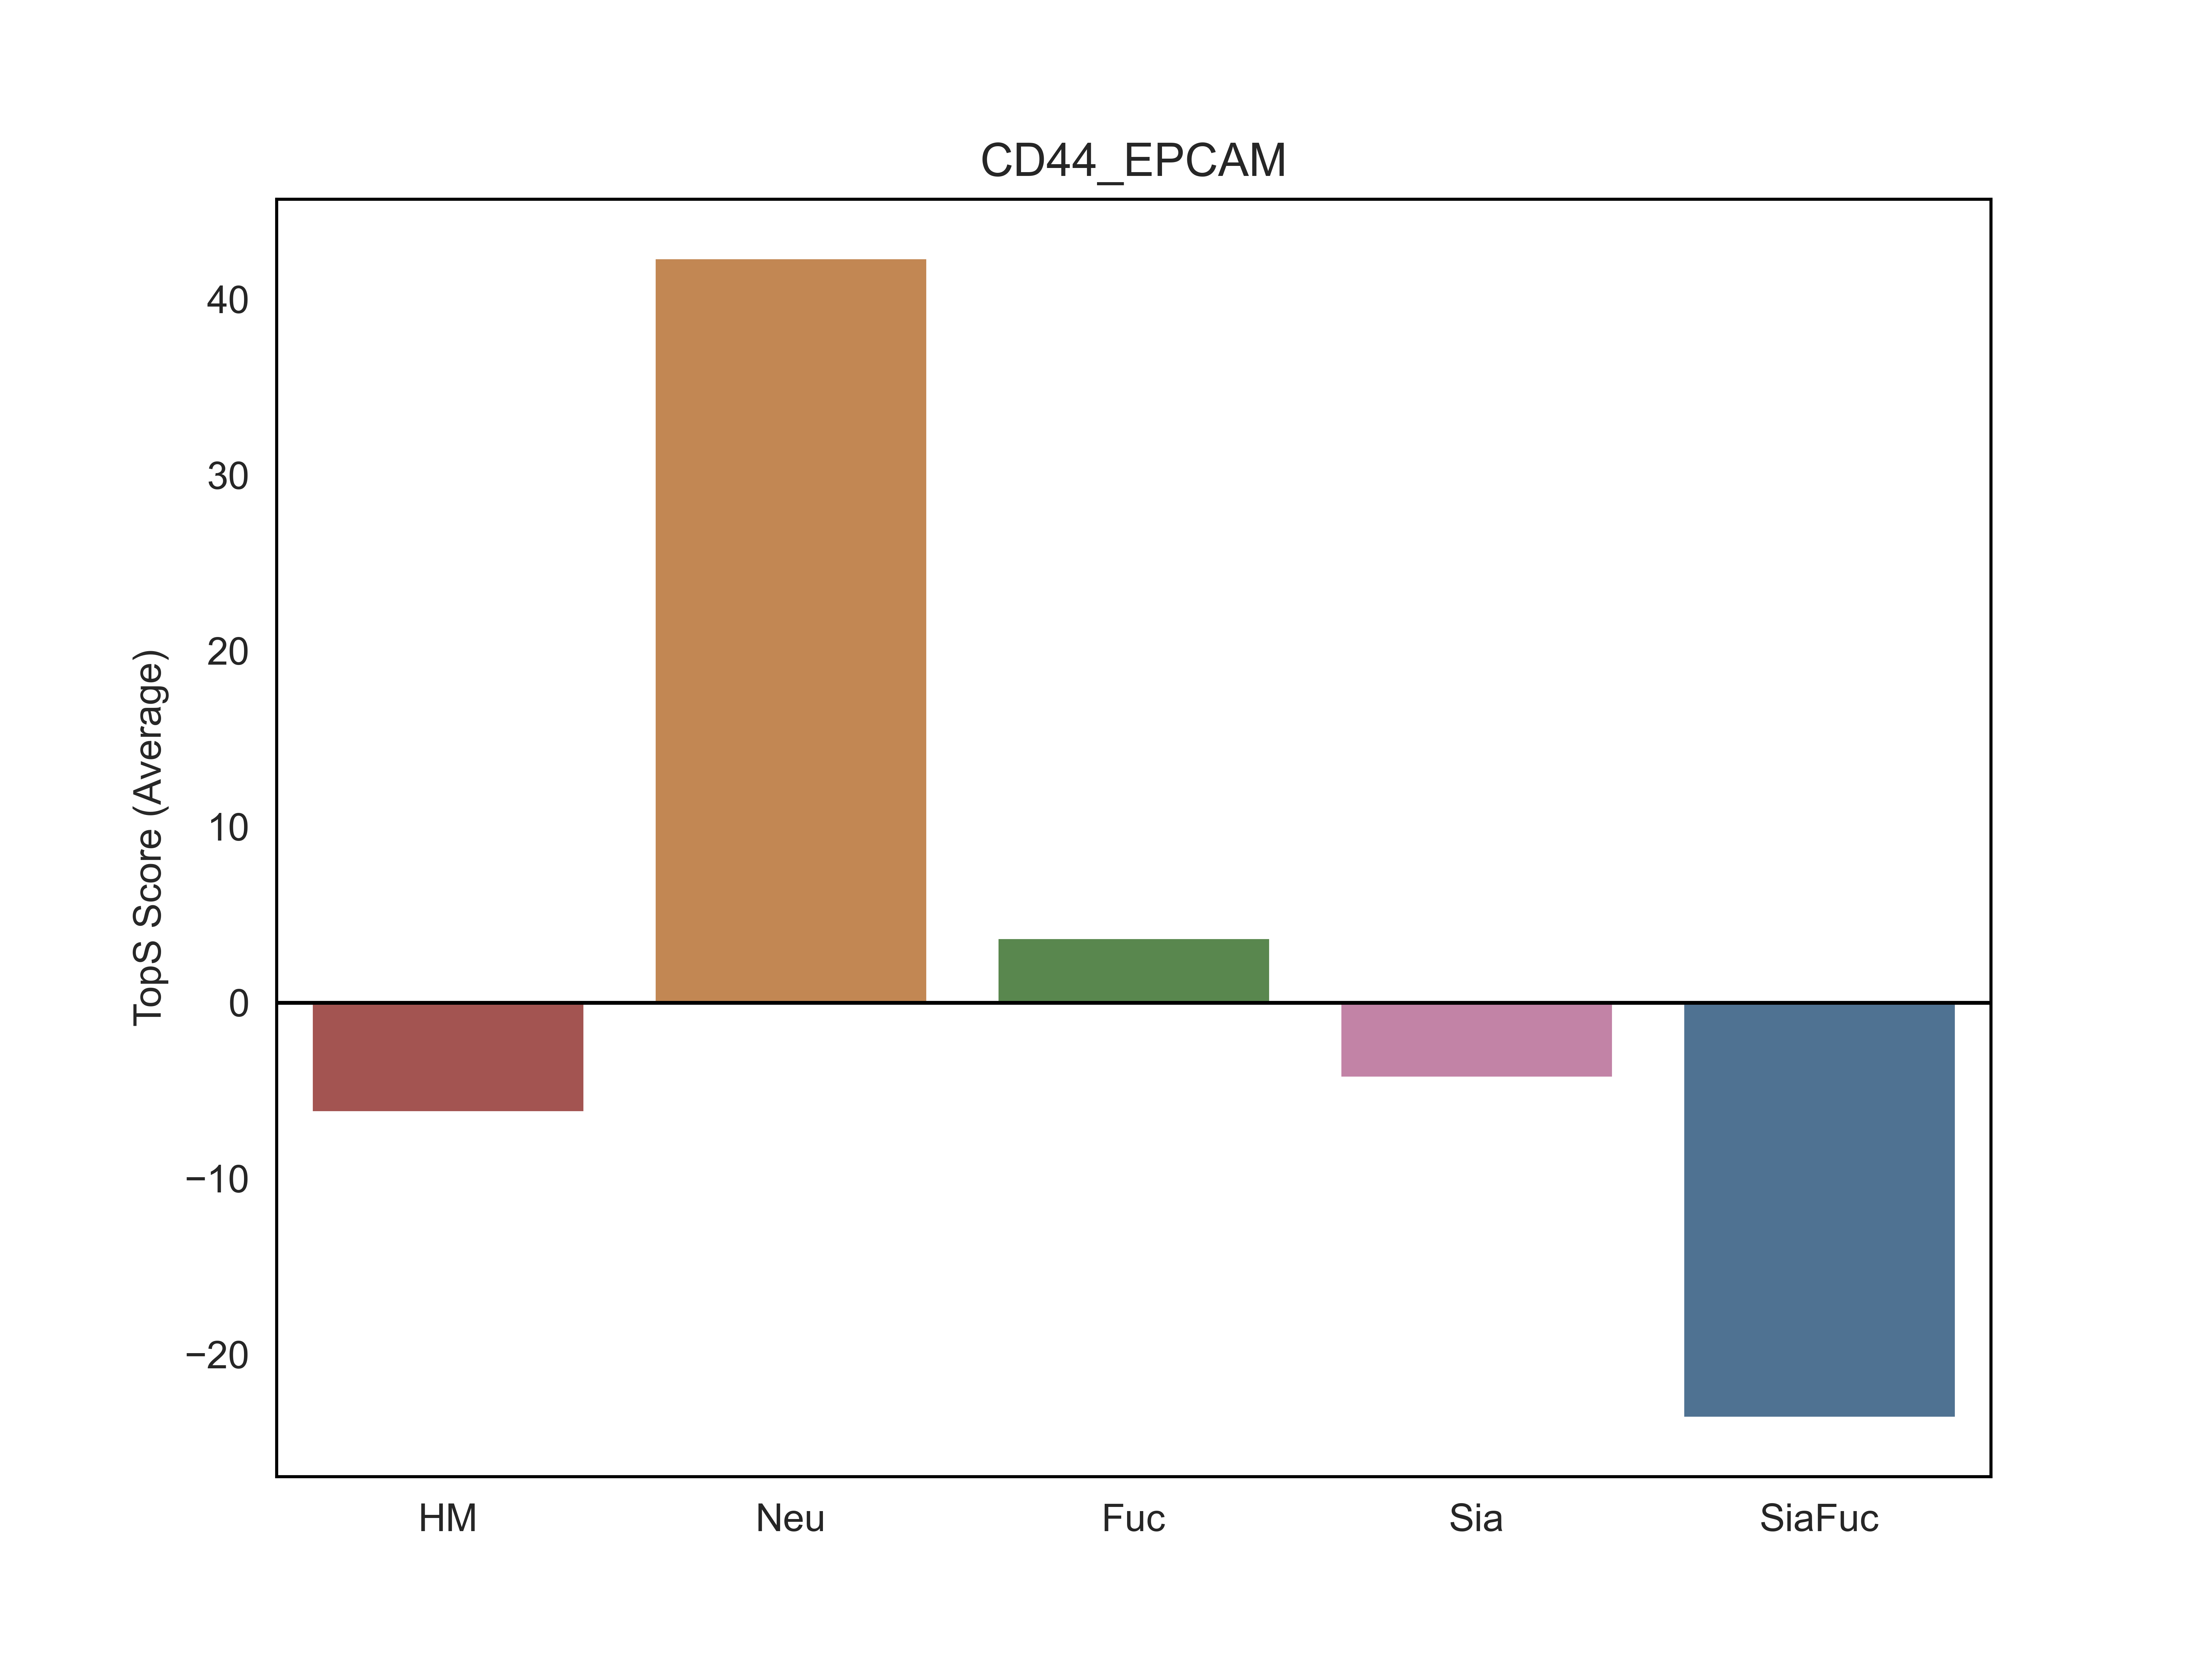 CD44_EPCAM
TopS Score (Average)
40
30
20
10
0
−10
−20
HM
Neu
Fuc
Sia
SiaFuc